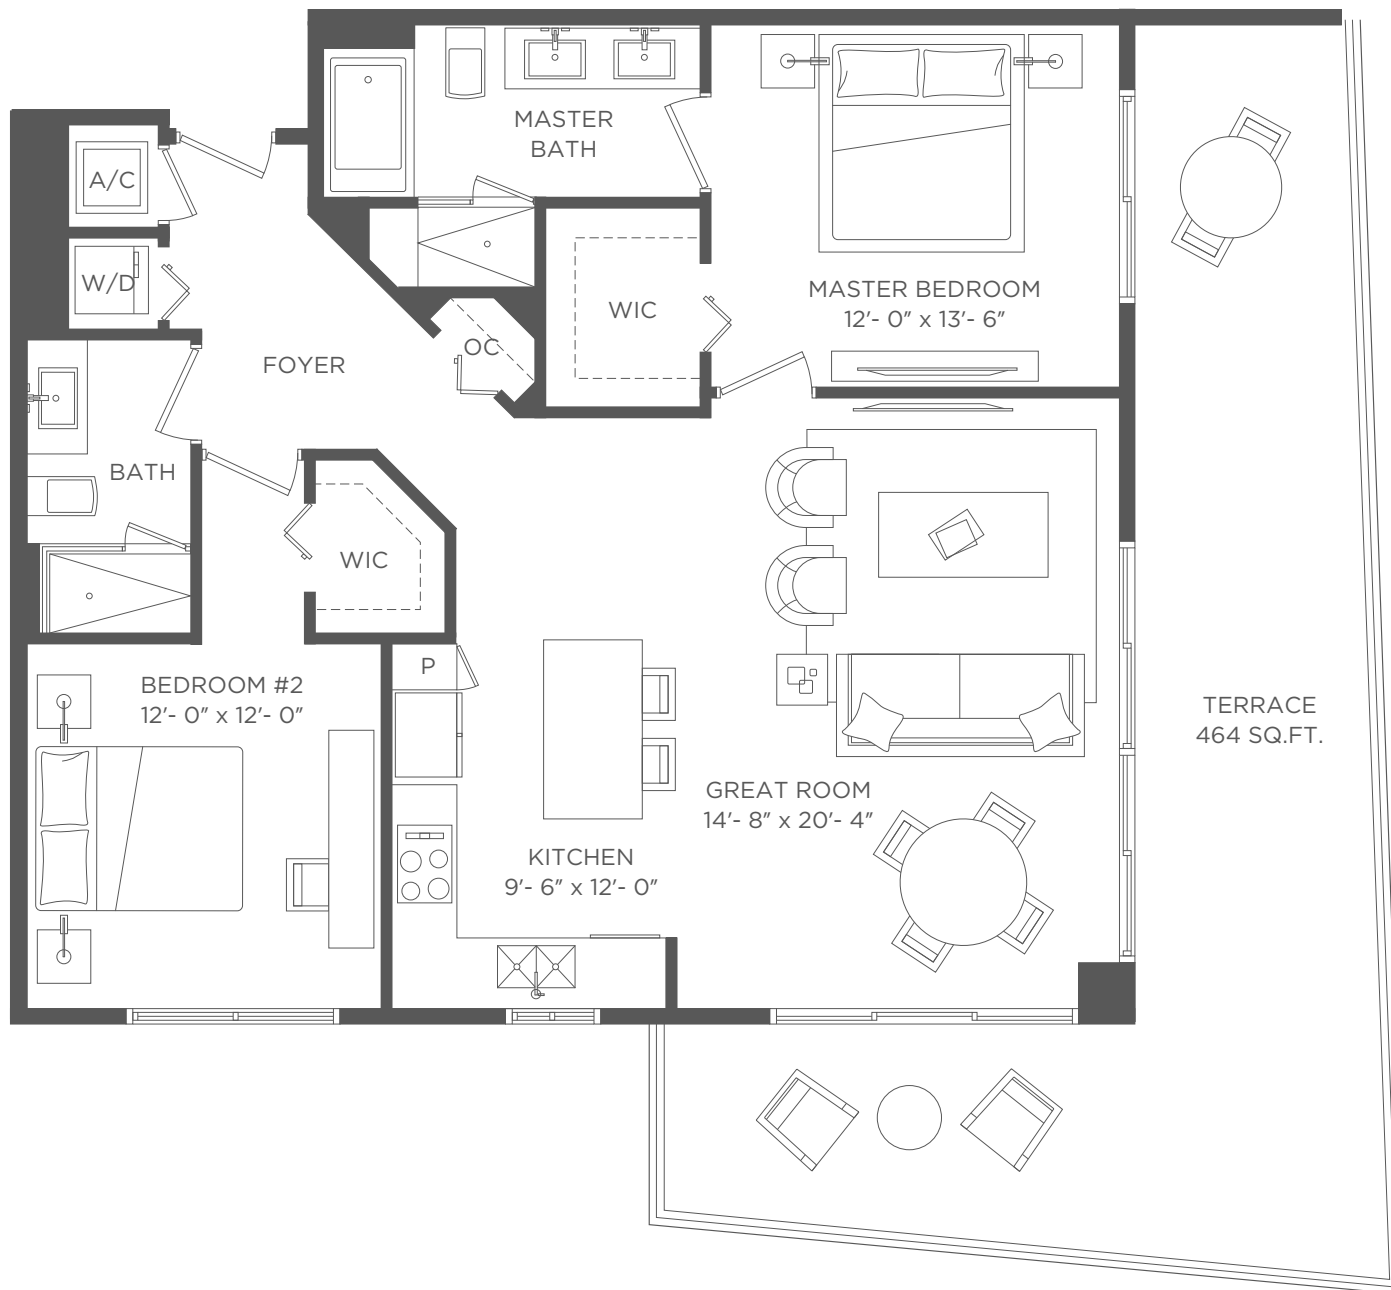 MASTER
BATH
A/C
W/D
MASTER BEDROOM
12'- 0" x 13'- 6"
WIC
OC
FOYER
BATH
WIC
P
BEDROOM #2
12'- 0" x 12'- 0"
TERRACE
464 SQ.FT.
GREAT ROOM
14'- 8" x 20'- 4"
KITCHEN
9'- 6" x 12'- 0"